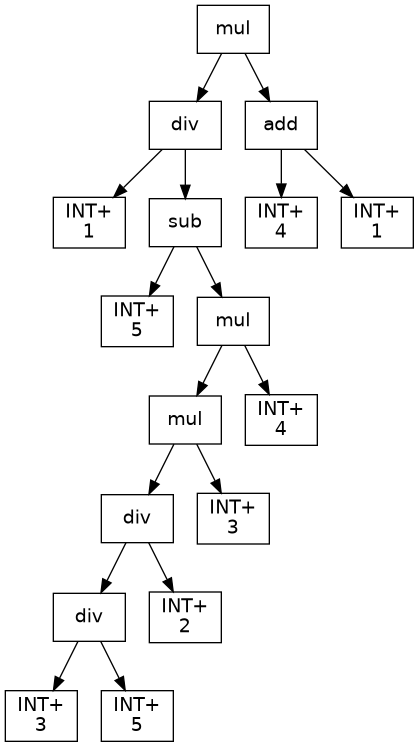 mul
div
add
INT+
1
sub
INT+
4
INT+
1
INT+
5
mul
mul
INT+
4
div
INT+
3
div
INT+
2
INT+
3
INT+
5